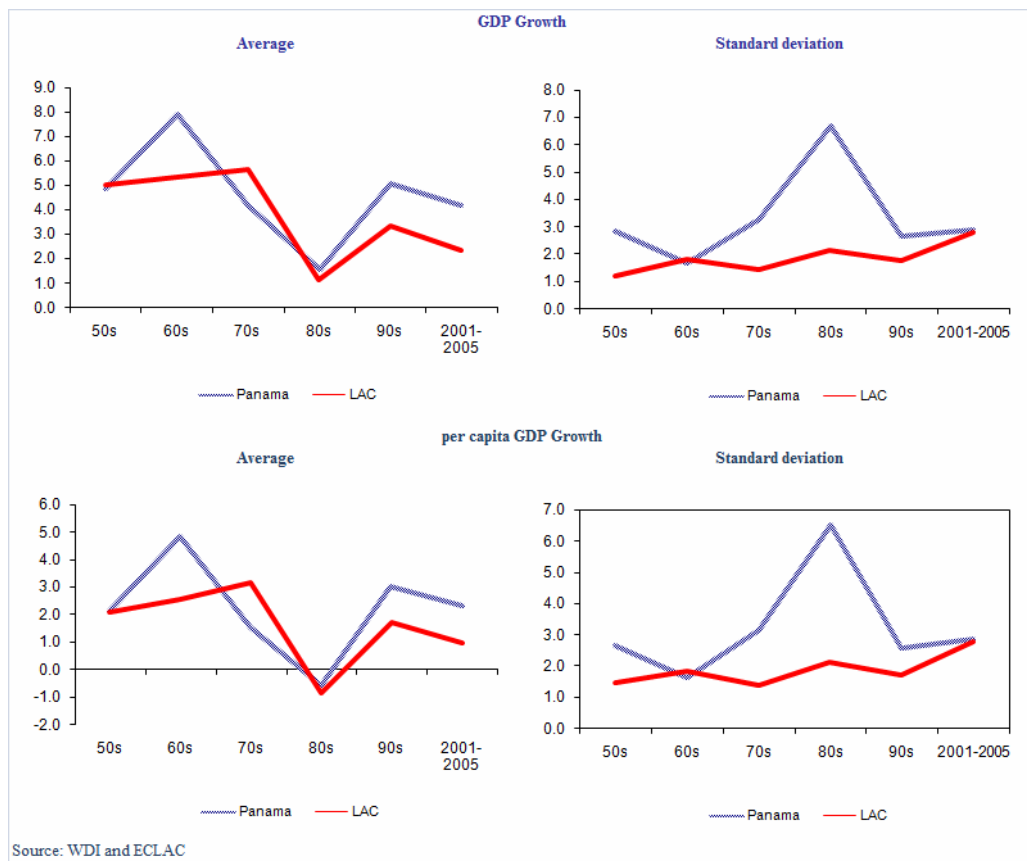 GDP Growth
Average
9.0
8.0
7.0
6.0
5.0
4.0
3.0
2.0
1.0
0.0
50s 60s 70s 80s 90s 2001-
2005
Panama LAC
Standard deviation
8.0
7.0
6.0
5.0
4.0
3.0
2.0
1.0
0.0
50s 60s 70s 80s 90s 2001-2005
Panama LAC
per capita GDP Growth
Average
6.0
5.0
4.0
3.0
2.0
1.0
0.0
-1.0
-2.0
50s 60s 70s 80s 90s 2001-
2005
Panama LAC
Standard deviation
7.0
6.0
5.0
4.0
3.0
2.0
1.0
0.0
50s 60s 70s 80s 90s 2001-2005
Panama LAC
Source: WDI and ECLAC